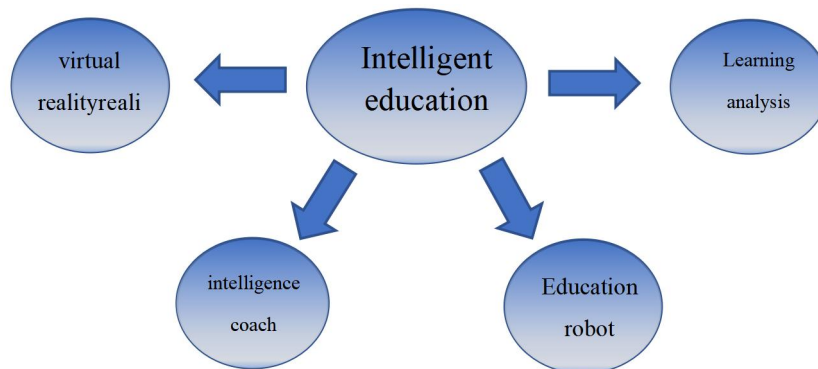 virtual
realityreali
Intelligent
education
Learning
analysis
intelligence
coach
Education
robot